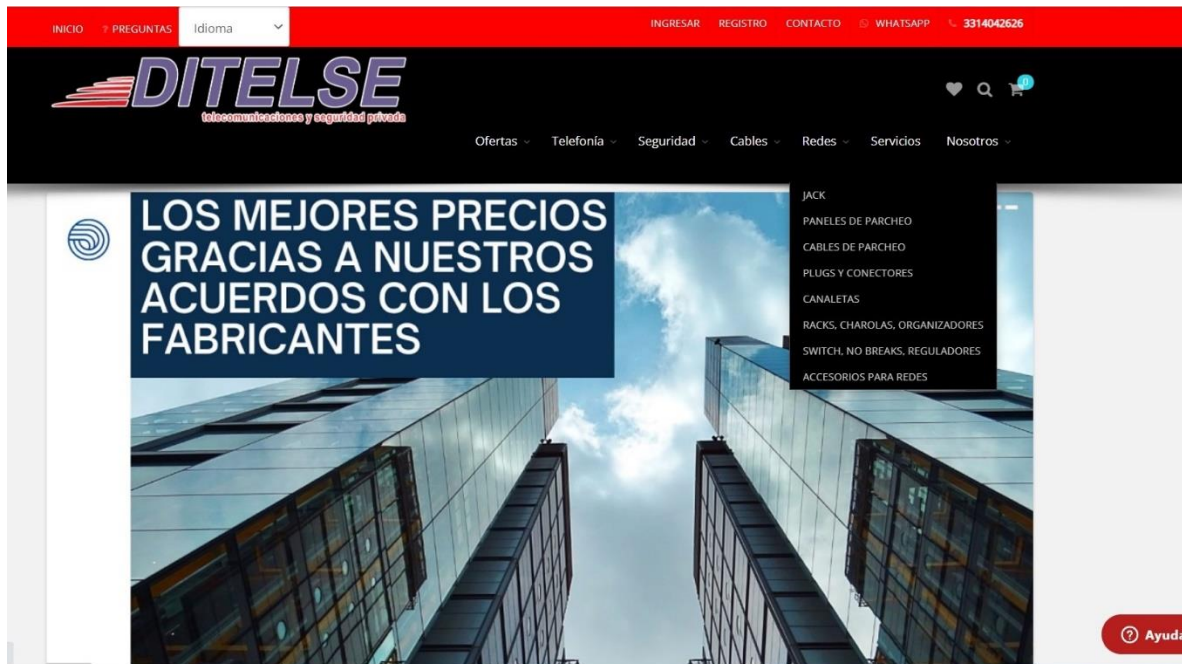 INICIO ? PREGUNTAS Idioma INGRESAR REGISTRO CONTACTO WHATSAPP 3314042626
DITELSE
telecomunicaciones y seguridad privada
0
Ofertas Telefonía Seguridad Cables Redes Servicios Nosotros
JACK
PANELES DE PARCHEO
CABLES DE PARCHEO
PLUGS Y CONECTORES
CANALETAS
RACKS, CHAROLAS, ORGANIZADORES
SWITCH, NO BREAKS, REGULADORES
ACCESORIOS PARA REDES
LOS MEJORES PRECIOS
GRACIAS A NUESTROS
ACUERDOS CON LOS
FABRICANTES
? Ayuda